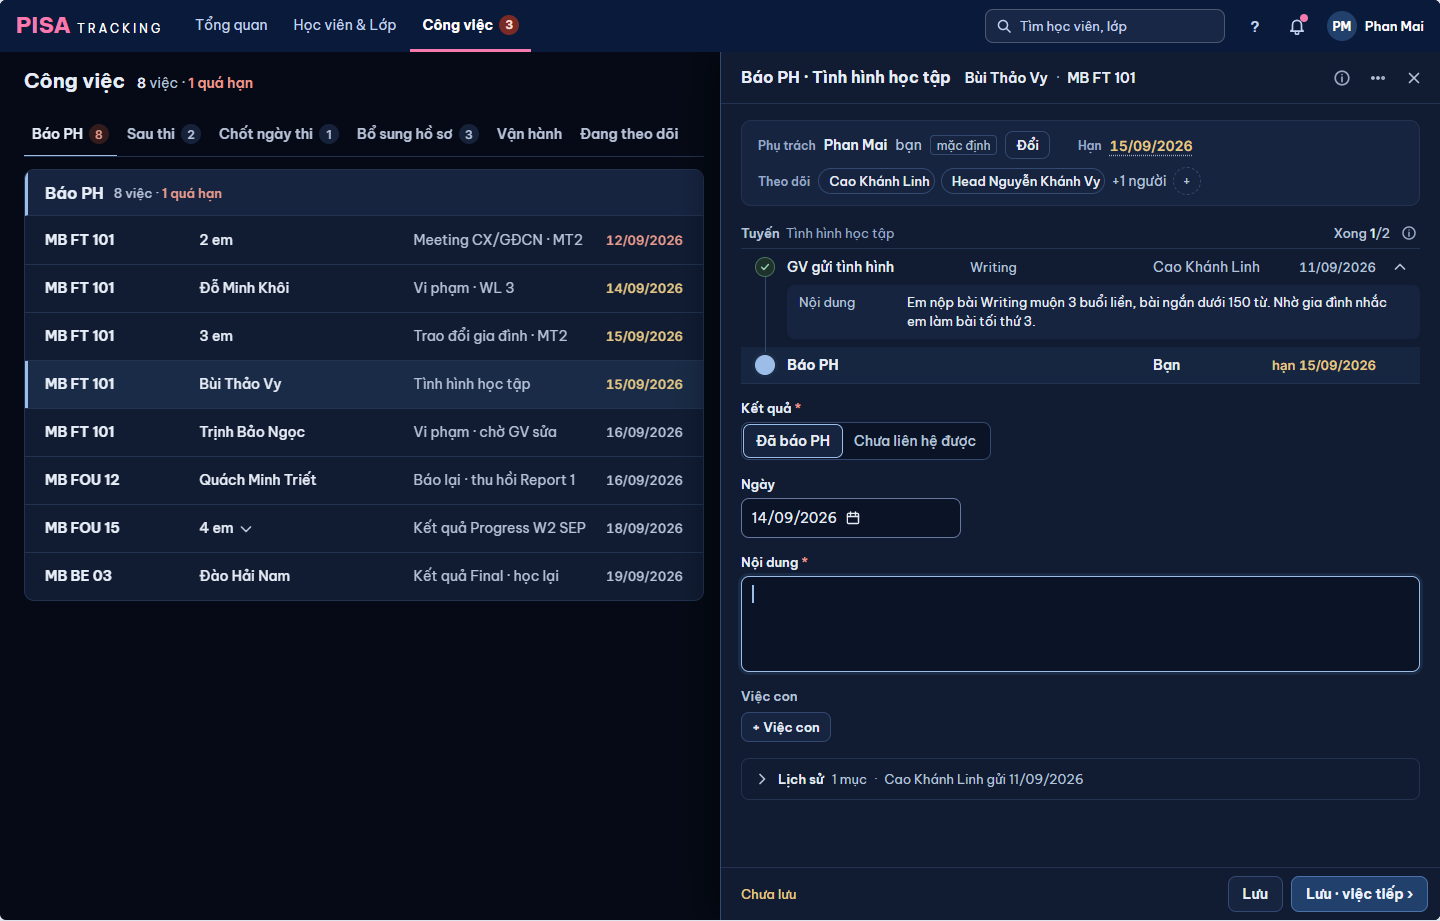 PISA TRACKING Tổng quan Học viên & Lớp Công việc 3 Tìm học viên, lớp ? PM Phan Mai
Công việc 8 việc · 1 quá hạn
Báo PH 8 Sau thi 2 Chốt ngày thi 1 Bổ sung hồ sơ 3 Vận hành Đang theo dõi
Báo PH 8 việc · 1 quá hạn
MB FT 101 2 em Meeting CX/GĐCN · MT2 12/09/2026
MB FT 101 Đỗ Minh Khôi Vi phạm · WL 3 14/09/2026
MB FT 101 3 em Trao đổi gia đình · MT2 15/09/2026
MB FT 101 Bùi Thảo Vy Tình hình học tập 15/09/2026
MB FT 101 Trịnh Bảo Ngọc Vi phạm · chờ GV sửa 16/09/2026
MB FOU 12 Quách Minh Triết Báo lại · thu hồi Report 1 16/09/2026
MB FOU 15 4 em Kết quả Progress W2 SEP 18/09/2026
MB BE 03 Đào Hải Nam Kết quả Final · học lại 19/09/2026
Báo PH · Tình hình học tập Bùi Thảo Vy · MB FT 101
Phụ trách Phan Mai bạn mặc định Đổi Hạn 15/09/2026
Theo dõi Cao Khánh Linh Head Nguyễn Khánh Vy +1 người +
Tuyến Tình hình học tập Xong 1/2
GV gửi tình hình Writing Cao Khánh Linh 11/09/2026
Nội dung Em nộp bài Writing muộn 3 buổi liền, bài ngắn dưới 150 từ. Nhờ gia đình nhắc
em làm bài tối thứ 3.
Báo PH Bạn hạn 15/09/2026
Kết quả *
Đã báo PH Chưa liên hệ được
Ngày
14/09/2026
Nội dung *
Việc con
+ Việc con
Lịch sử 1 mục · Cao Khánh Linh gửi 11/09/2026
Chưa lưu Lưu Lưu · việc tiếp ›